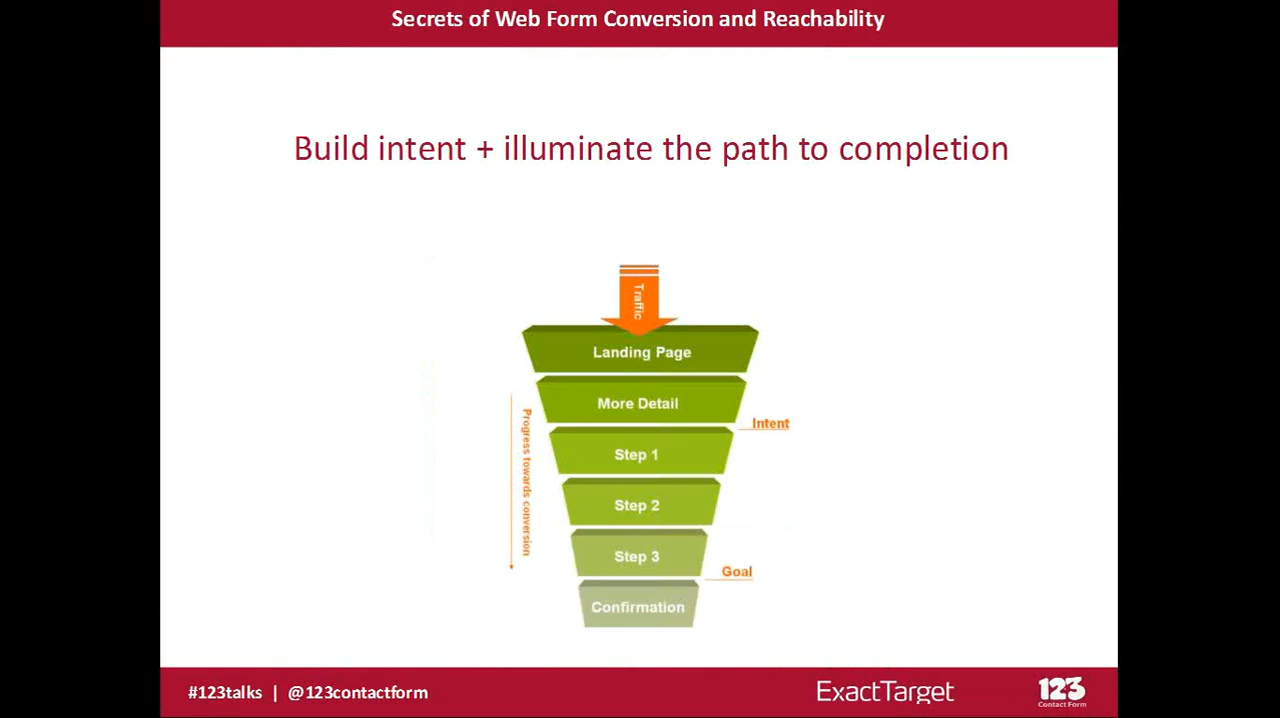 Secrets of Web Form Conversion and Reachability
Build intent + illuminate the path to completion
Traffic
Landing Page
More Detail
Intent
Progress towards conversion
Step 1
Step 2
Step 3
Goal
Confirmation
#123talks | @123contactform
ExactTarget
123
Contact Form